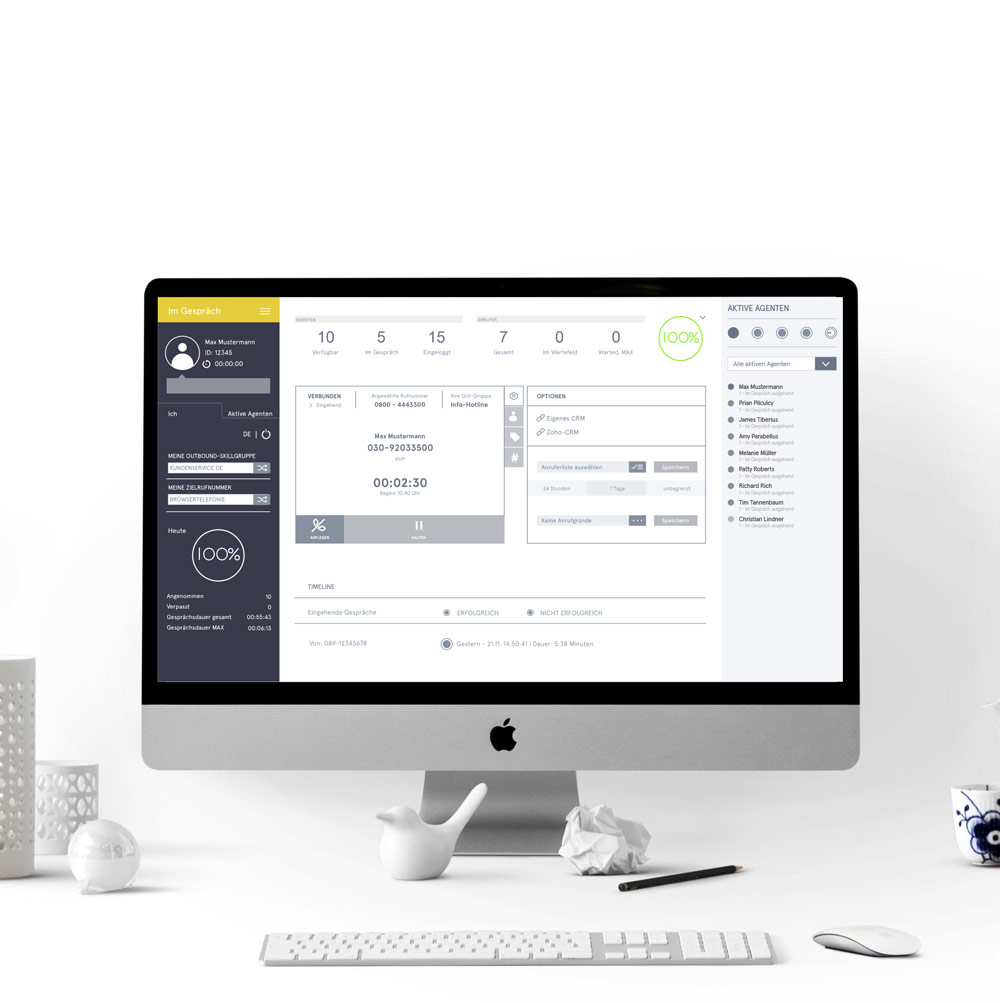 Im Gespräch
Max Mustermann
ID: 12345
00:00:00
Ich
Aktive Agenten
DE |
MEINE OUTBOUND-SKILLGRUPPE
KUNDENSERVICE DE
MEINE ZIELRUFNUMMER
BROWSERTELEFONIE
Heute
100%
Angenommen 10
Verpasst 0
Gesprächsdauer gesamt 00:55:43
Gesprächsdauer MAX 00:06:13
AGENTEN
10 5 15
Verfügbar Im Gespräch Eingeloggt
ANRUFER
7 0 0
Gesamt Im Wartefeld Warted. MAX
100%
VERBUNDEN
Eingehend
Angewählte Rufnummer
0800 - 4443300
Ihre Skill-Gruppe
Info-Hotline
Max Mustermann
030-92033500
VoIP
00:02:30
Beginn 10:40 Uhr
AUFLEGEN
HALTEN
#
OPTIONEN
Eigenes CRM
Zoho-CRM
Anruferliste auswählen
Speichern
24 Stunden 7 Tage unbegrenzt
Keine Anrufgründe
Speichern
TIMELINE
Eingehende Gespräche ERFOLGREICH NICHT ERFOLGREICH
Von: 089-12345678 Gestern - 21.11. 14:50:41 | Dauer: 5:38 Minuten
AKTIVE AGENTEN
Alle aktiven Agenten
Max Mustermann
1 - Im Gespräch ausgehend
Prian Pilculcy
1 - Im Gespräch ausgehend
James Tiberius
1 - Im Gespräch ausgehend
Amy Parabellus
1 - Im Gespräch ausgehend
Melanie Müller
1 - Im Gespräch ausgehend
Patty Roberts
1 - Im Gespräch ausgehend
Richard Rich
1 - Im Gespräch ausgehend
Tim Tannenbaum
1 - Im Gespräch ausgehend
Christian Lindner
1 - Im Gespräch ausgehend